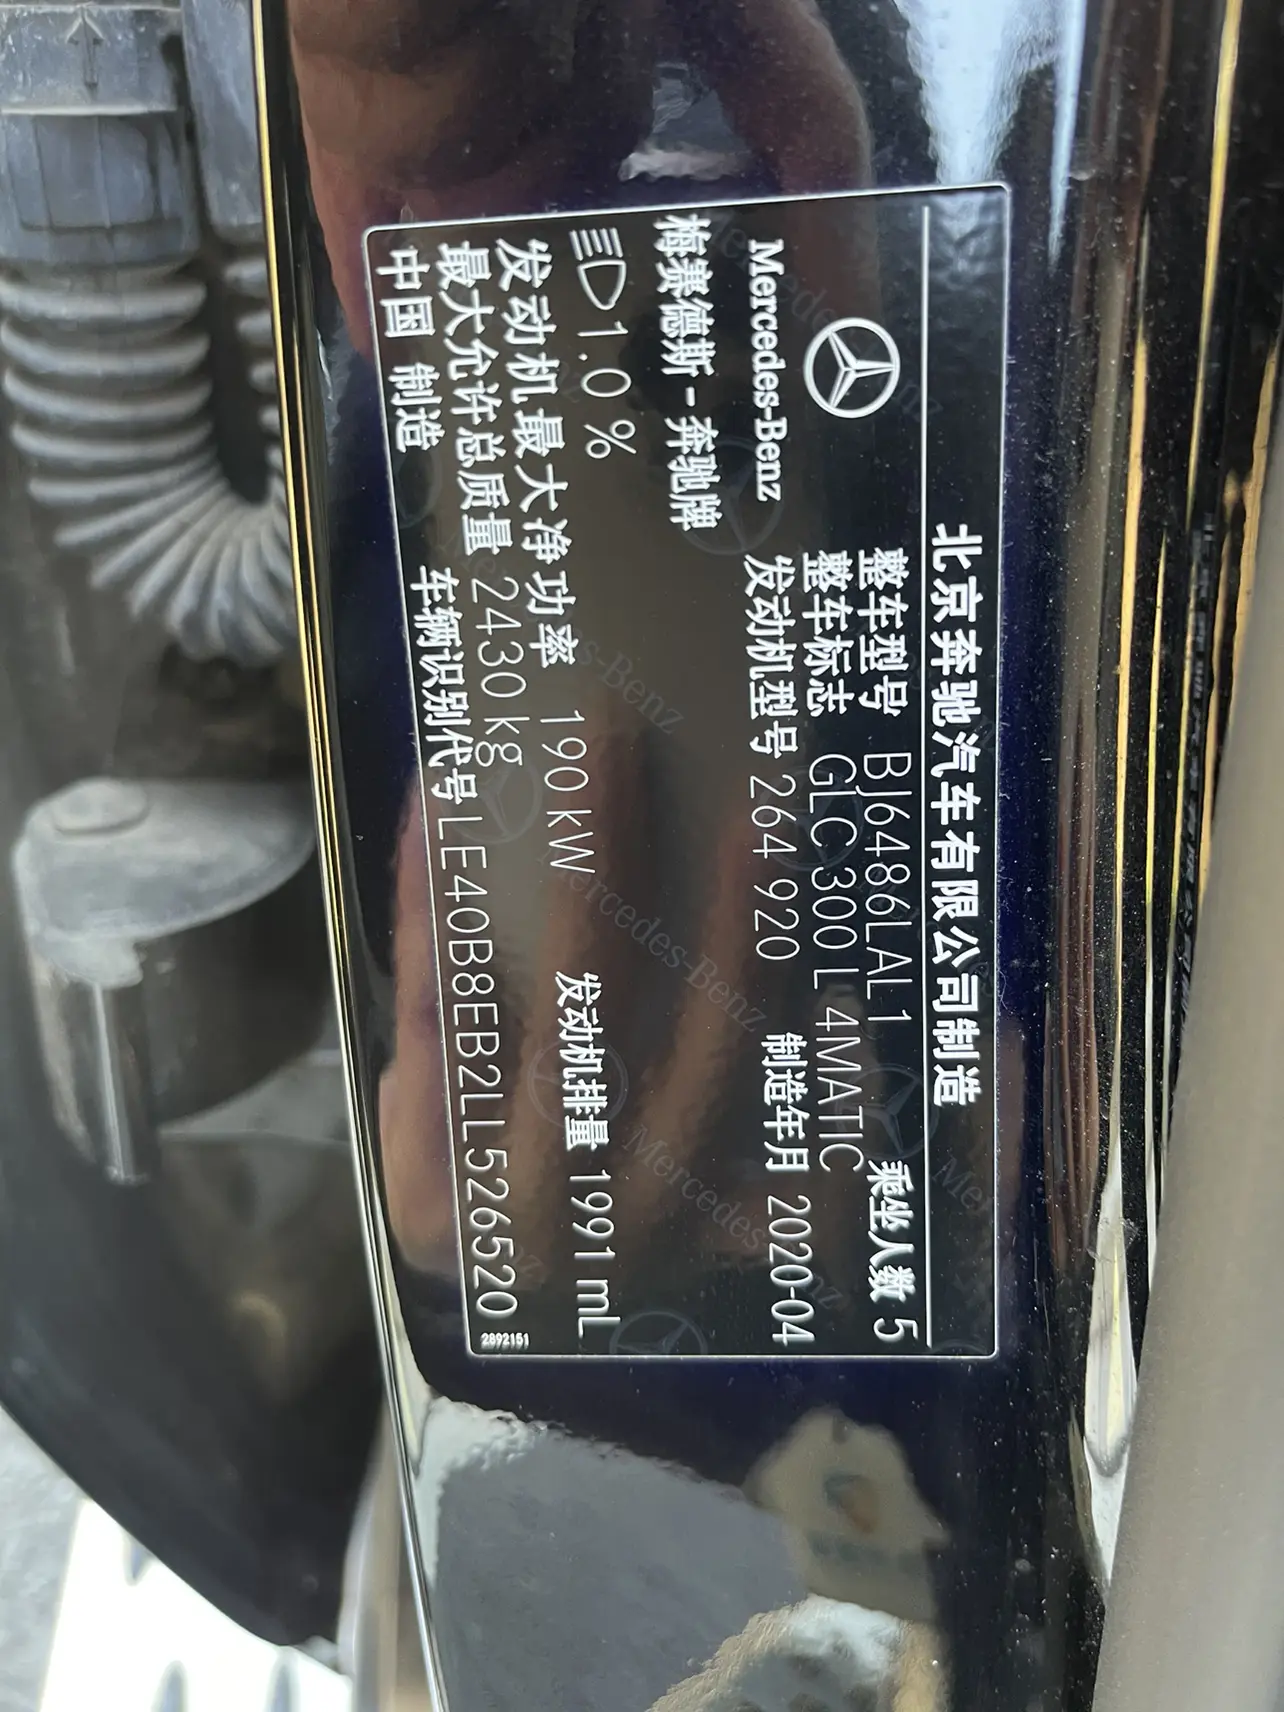 北京奔驰汽车有限公司制造
整车型号 BJ6486LAL1 乘坐人数 5
整车标志 GLC 300 L 4MATIC
Mercedes-Benz 发动机型号 264 920 制造年月 2020-04
梅赛德斯-奔驰牌
1.0 % 发动机排量 1991 mL
发动机最大净功率 190 kW
最大允许总质量 2430 kg
中国 制造 车辆识别代号 LE40B8EB2LL526520
2892151